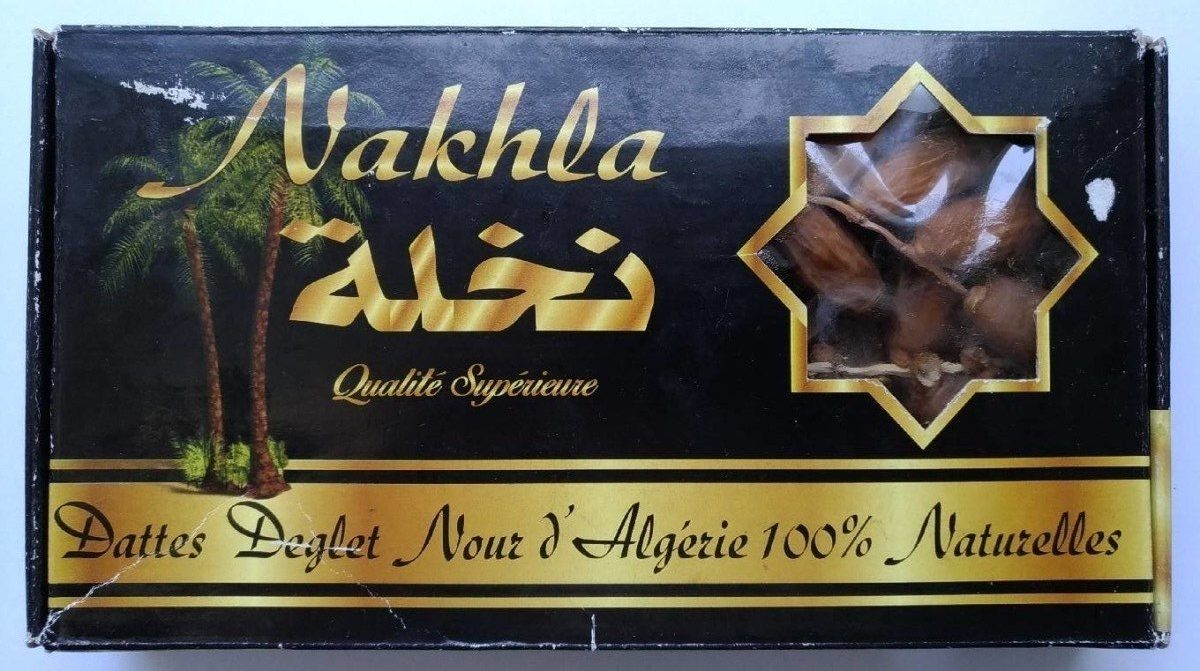 Nakhla
نخلة
Qualité Supérieure
Dattes Deglet Nour d'Algérie 100% Naturelles